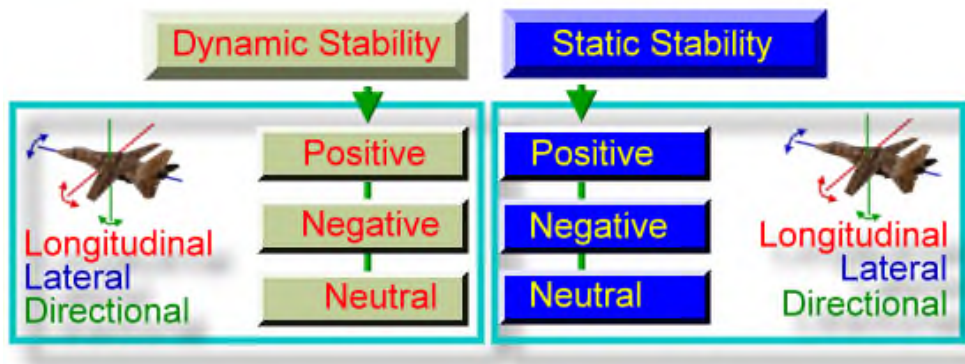 Dynamic Stability
Static Stability
Positive
Negative
Neutral
Longitudinal
Lateral
Directional
Positive
Negative
Neutral
Longitudinal
Lateral
Directional